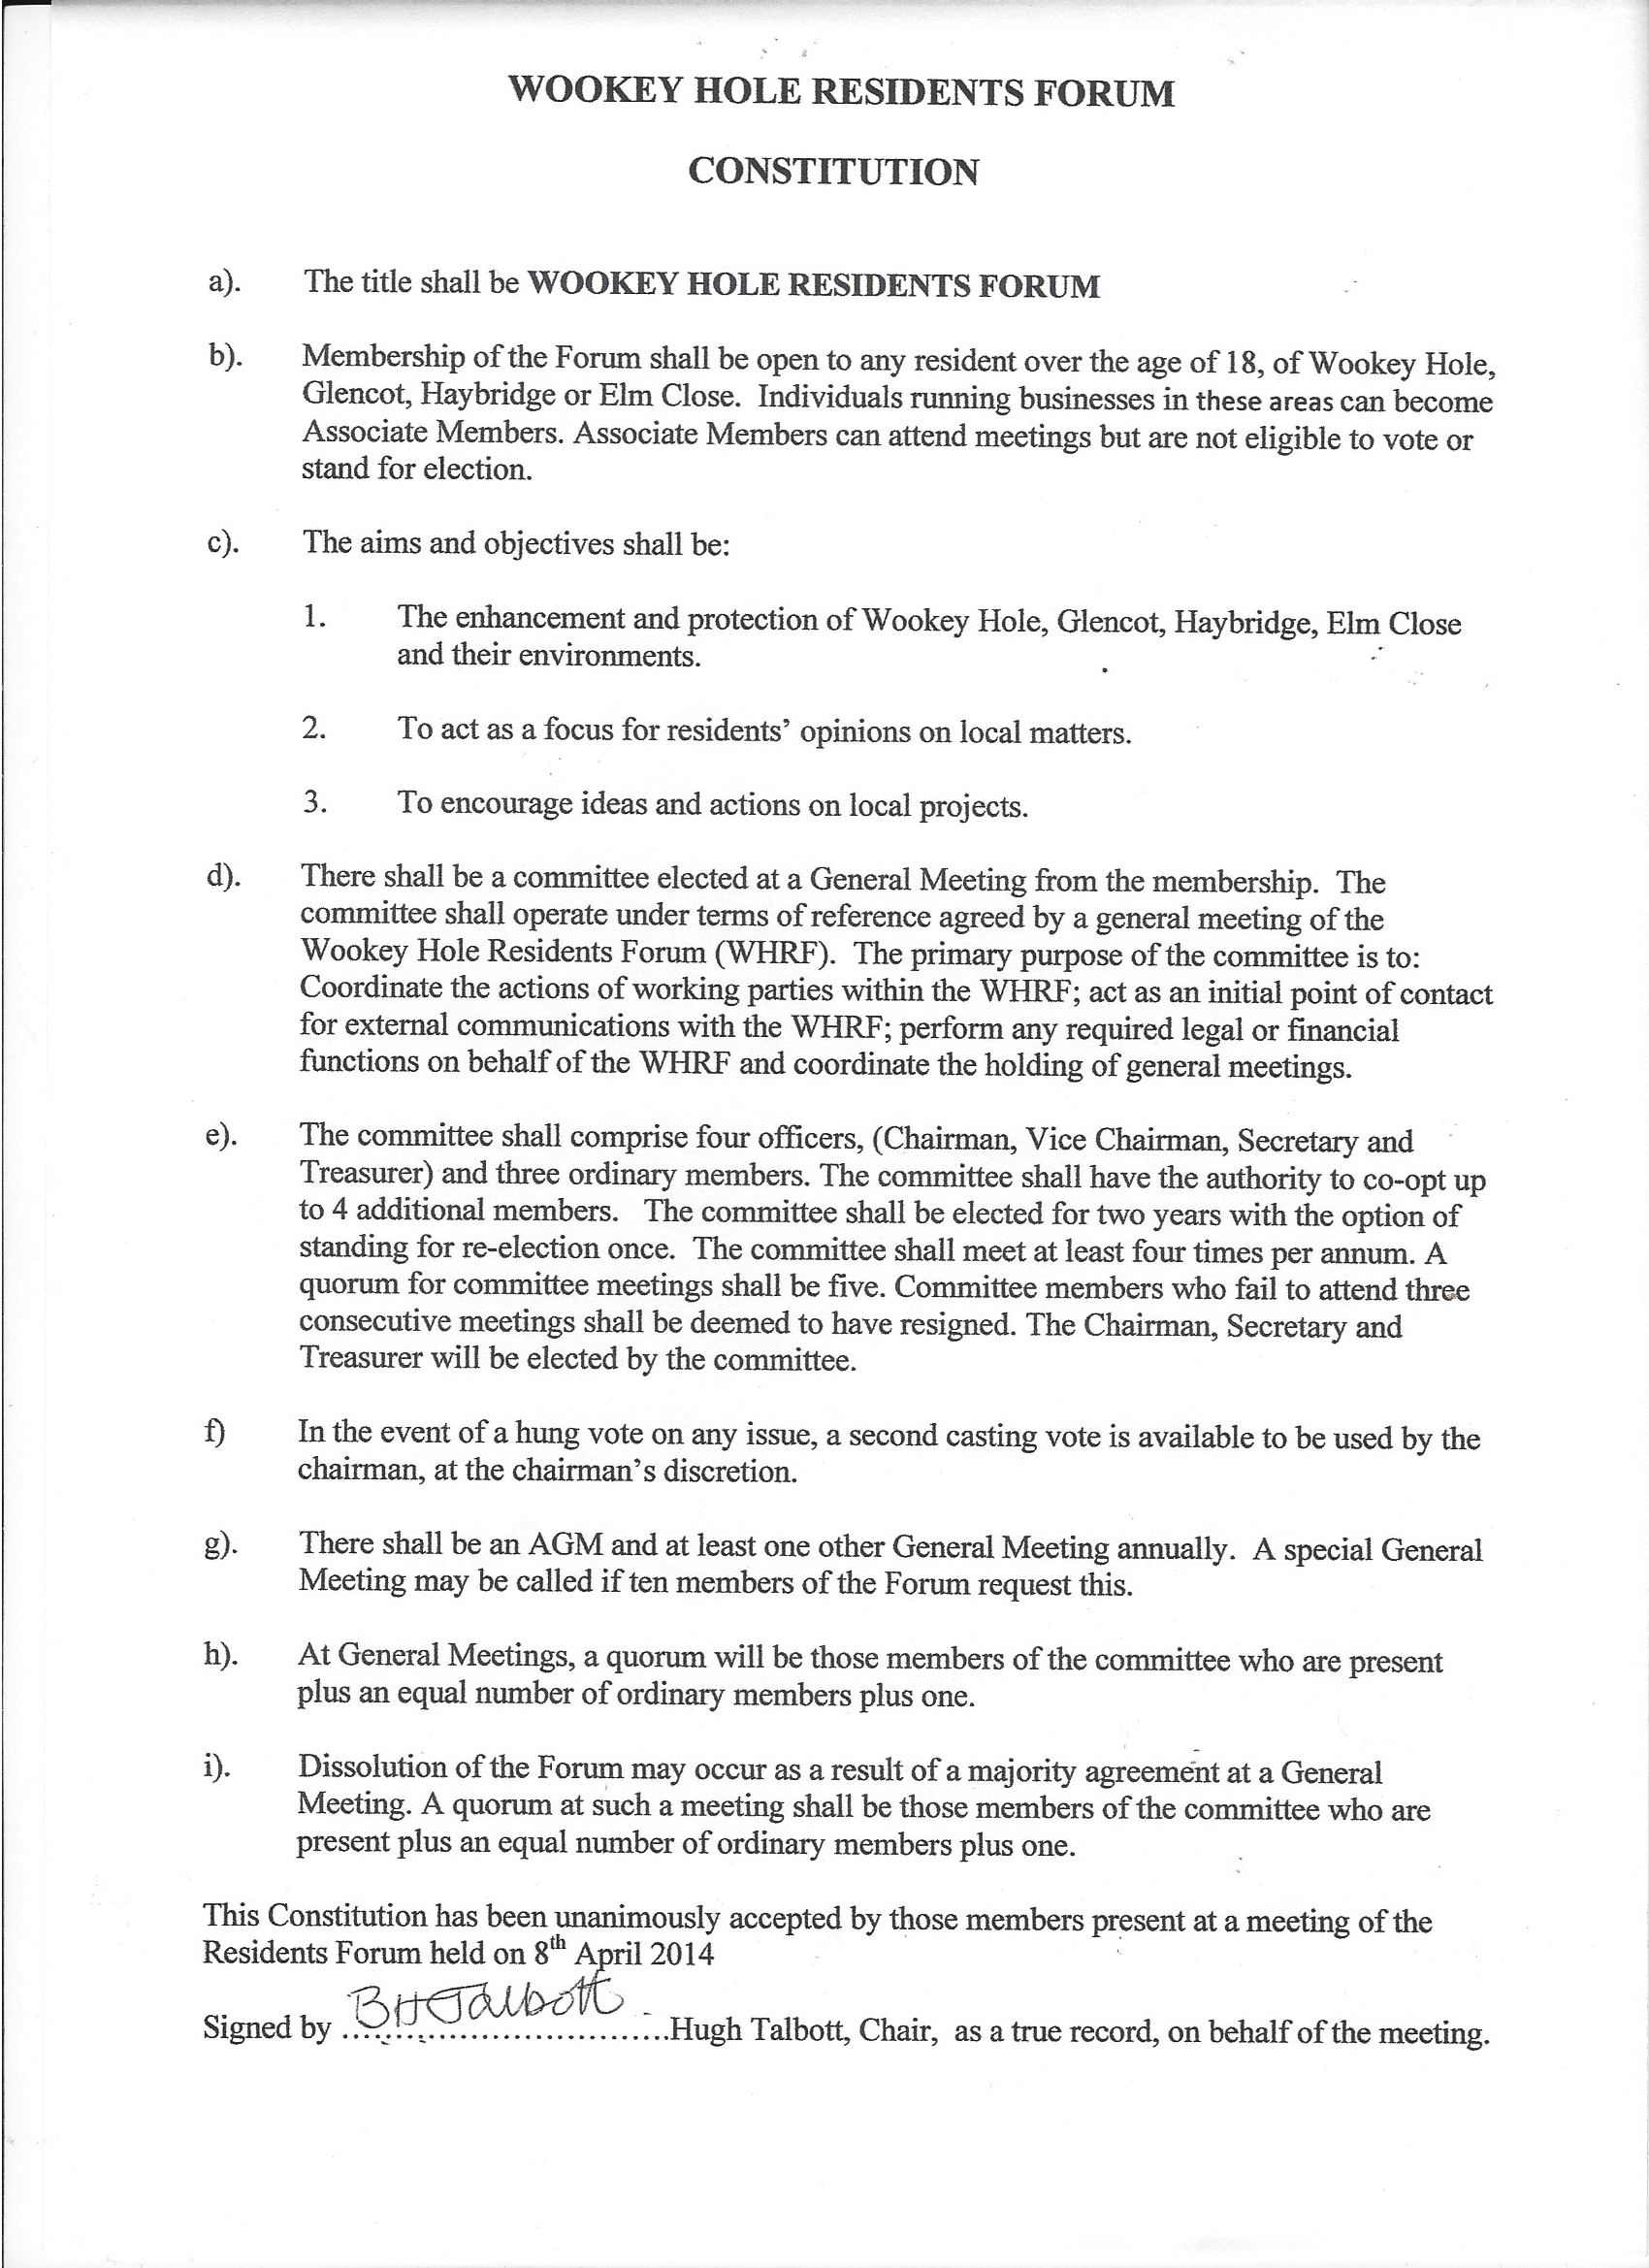 WOOKEY HOLE RESIDENTS FORUM
CONSTITUTION
a). The title shall be WOOKEY HOLE RESIDENTS FORUM
b). Membership of the Forum shall be open to any resident over the age of 18, of Wookey Hole,
Glencot, Haybridge or Elm Close. Individuals running businesses in these areas can become
Associate Members. Associate Members can attend meetings but are not eligible to vote or
stand for election.
c). The aims and objectives shall be:
1. The enhancement and protection of Wookey Hole, Glencot, Haybridge, Elm Close
and their environments.
2. To act as a focus for residents’ opinions on local matters.
3. To encourage ideas and actions on local projects.
d). There shall be a committee elected at a General Meeting from the membership. The
committee shall operate under terms of reference agreed by a general meeting of the
Wookey Hole Residents Forum (WHRF). The primary purpose of the committee is to:
Coordinate the actions of working parties within the WHRF; act as an initial point of contact
for external communications with the WHRF; perform any required legal or financial
functions on behalf of the WHRF and coordinate the holding of general meetings.
e). The committee shall comprise four officers, (Chairman, Vice Chairman, Secretary and
Treasurer) and three ordinary members. The committee shall have the authority to co-opt up
to 4 additional members. The committee shall be elected for two years with the option of
standing for re-election once. The committee shall meet at least four times per annum. A
quorum for committee meetings shall be five. Committee members who fail to attend three
consecutive meetings shall be deemed to have resigned. The Chairman, Secretary and
Treasurer will be elected by the committee.
f) In the event of a hung vote on any issue, a second casting vote is available to be used by the
chairman, at the chairman’s discretion.
g). There shall be an AGM and at least one other General Meeting annually. A special General
Meeting may be called if ten members of the Forum request this.
h). At General Meetings, a quorum will be those members of the committee who are present
plus an equal number of ordinary members plus one.
i). Dissolution of the Forum may occur as a result of a majority agreement at a General
Meeting. A quorum at such a meeting shall be those members of the committee who are
present plus an equal number of ordinary members plus one.
This Constitution has been unanimously accepted by those members present at a meeting of the
Residents Forum held on 8th April 2014
BHTalbott
Signed by ....................................Hugh Talbott, Chair, as a true record, on behalf of the meeting.